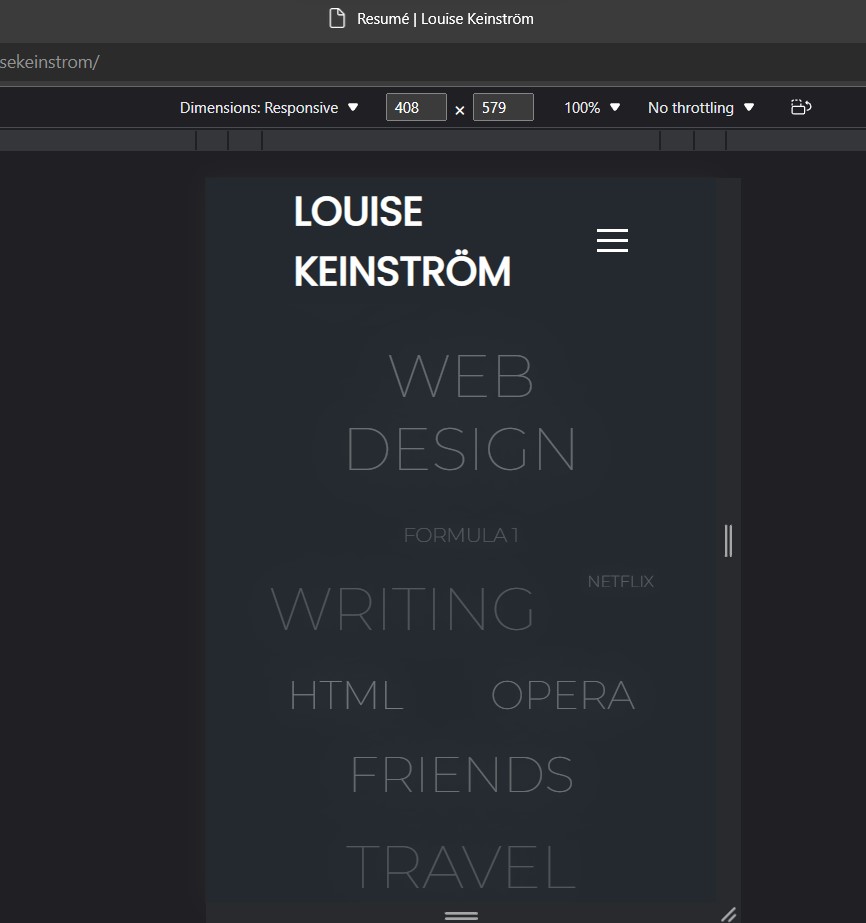 Resumé | Louise Keinström
sekeinstrom/
Dimensions: Responsive 408 × 579 100% No throttling
LOUISE
KEINSTRÖM
WEB
DESIGN
FORMULA 1
NETFLIX
WRITING
HTML OPERA
FRIENDS
TRAVEL